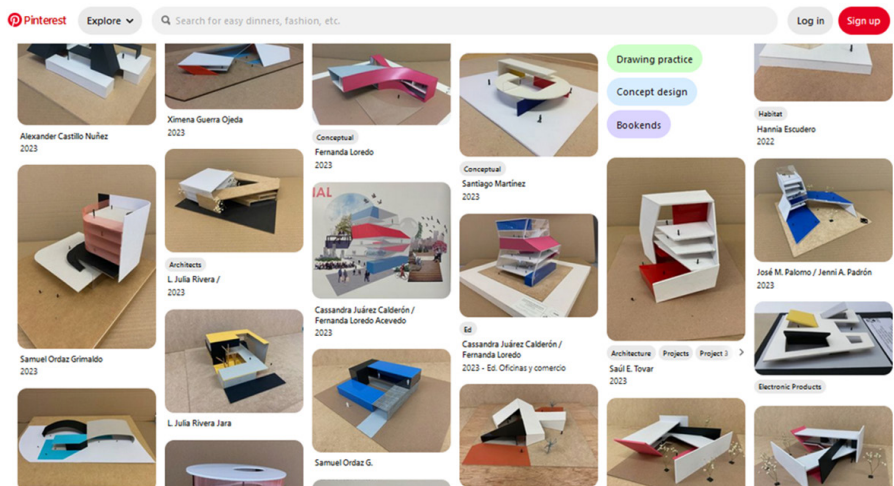 Pinterest
Explore
Search for easy dinners, fashion, etc.
Log in
Sign up
Alexander Castillo Nuñez
2023
Samuel Ordaz Grimaldo
2023
Ximena Guerra Ojeda
2023
Architects
L. Julia Rivera /
2023
L. Julia Rivera Jara
Conceptual
Fernanda Loredo
2023
IAL
Cassandra Juárez Calderón /
Fernanda Loredo Acevedo
2023
Samuel Ordaz G.
Conceptual
Santiago Martínez
2023
Ed
Cassandra Juárez Calderón /
Fernanda Loredo
2023 - Ed. Oficinas y comercio
Drawing practice
Concept design
Bookends
Architecture Projects Project 3
Saúl E. Tovar
2023
Habitat
Hannia Escudero
2022
José M. Palomo / Jenni A. Padrón
2023
Electronic Products